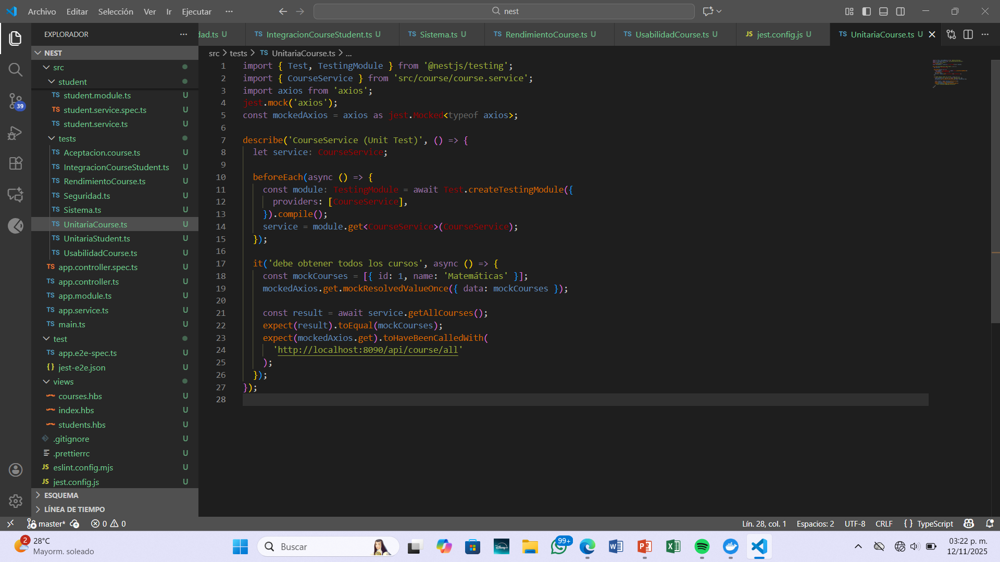 Archivo Editar Selección Ver Ir Ejecutar ···
nest
EXPLORADOR ···
dad.ts U
TS IntegracionCourseStudent.ts U
TS Sistema.ts U
TS RendimientoCourse.ts U
TS UsabilidadCourse.ts U
JS jest.config.js U
TS UnitariaCourse.ts U
NEST
src
student
TS student.module.ts U
TS student.service.spec.ts U
TS student.service.ts U
tests
TS Aceptacion.course.ts U
TS IntegracionCourseStudent.ts U
TS RendimientoCourse.ts U
TS Seguridad.ts U
TS Sistema.ts U
TS UnitariaCourse.ts U
TS UnitariaStudent.ts U
TS UsabilidadCourse.ts U
TS app.controller.spec.ts U
TS app.controller.ts U
TS app.module.ts U
TS app.service.ts U
TS main.ts U
test
TS app.e2e-spec.ts U
{} jest-e2e.json U
views
courses.hbs U
index.hbs U
students.hbs U
.gitignore U
.prettierrc U
JS eslint.config.mjs U
JS jest.config.js U
ESQUEMA
LÍNEA DE TIEMPO
39
src > tests > TS UnitariaCourse.ts > ...
1 import { Test, TestingModule } from '@nestjs/testing';
2 import { CourseService } from 'src/course/course.service';
3 import axios from 'axios';
4 jest.mock('axios');
5 const mockedAxios = axios as jest.Mocked<typeof axios>;
6
7 describe('CourseService (Unit Test)', () => {
8 let service: CourseService;
9
10 beforeEach(async () => {
11 const module: TestingModule = await Test.createTestingModule({
12 providers: [CourseService],
13 }).compile();
14 service = module.get<CourseService>(CourseService);
15 });
16
17 it('debe obtener todos los cursos', async () => {
18 const mockCourses = [{ id: 1, name: 'Matemáticas' }];
19 mockedAxios.get.mockResolvedValueOnce({ data: mockCourses });
20
21 const result = await service.getAllCourses();
22 expect(result).toEqual(mockCourses);
23 expect(mockedAxios.get).toHaveBeenCalledWith(
24 'http://localhost:8090/api/course/all'
25 );
26 });
27 });
28
master* 0 0
Lín. 28, col. 1 Espacios: 2 UTF-8 CRLF {} TypeScript
2
28°C
Mayorm. soleado
Buscar
Disney+
99+
03:22 p. m.
12/11/2025